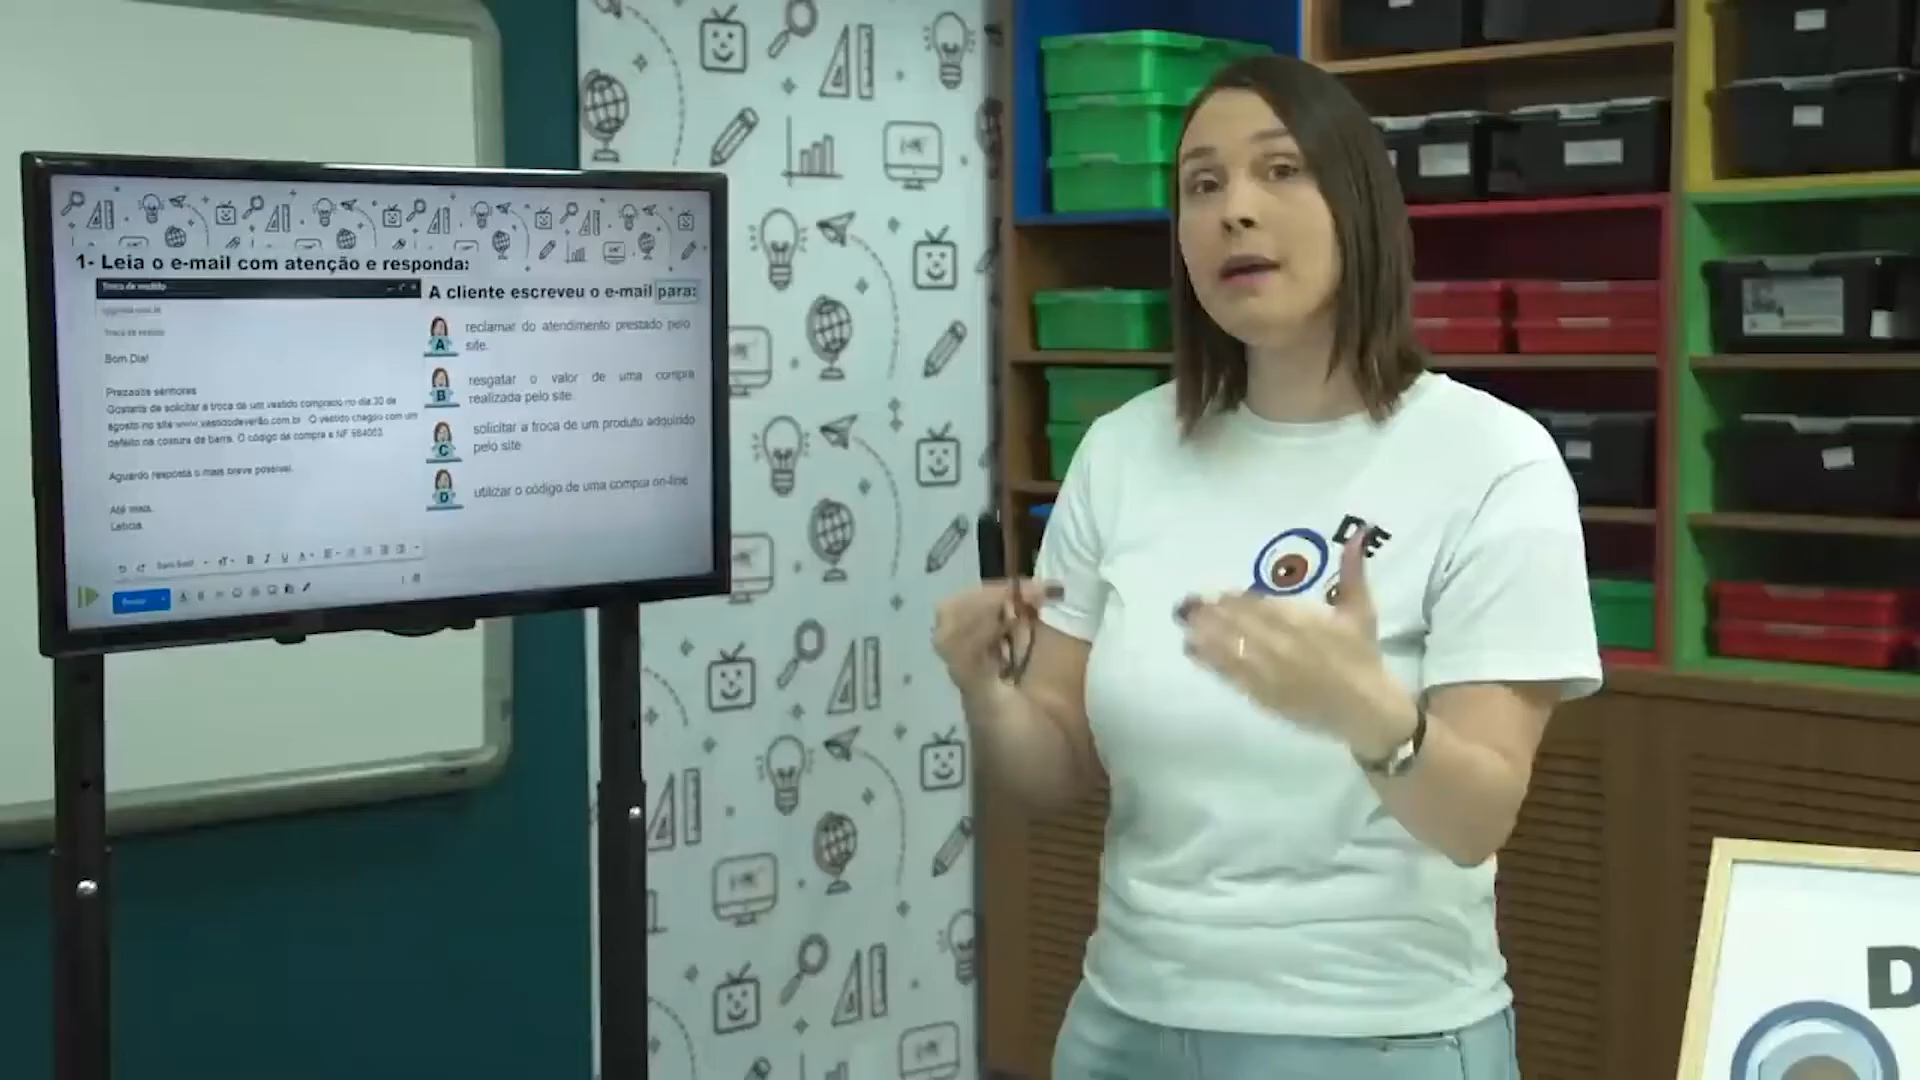 1- Leia o e-mail com atenção e responda:
Troca de vestido
Troca de vestido
Bom Dia!
Prezados senhores
Gostaria de solicitar a troca de um vestido comprado no dia 30 de
agosto no site www.vestidodeverão.com.br . O vestido chegou com um
defeito na costura da barra. O código da compra é NF 584003.
Aguardo resposta o mais breve possível.
Até mais,
Letícia
Sans Serif
Enviar
A cliente escreveu o e-mail para:
A
reclamar do atendimento prestado pelo
site.
B
resgatar o valor de uma compra
realizada pelo site.
C
solicitar a troca de um produto adquirido
pelo site
D
utilizar o código de uma compra on-line
DE
D